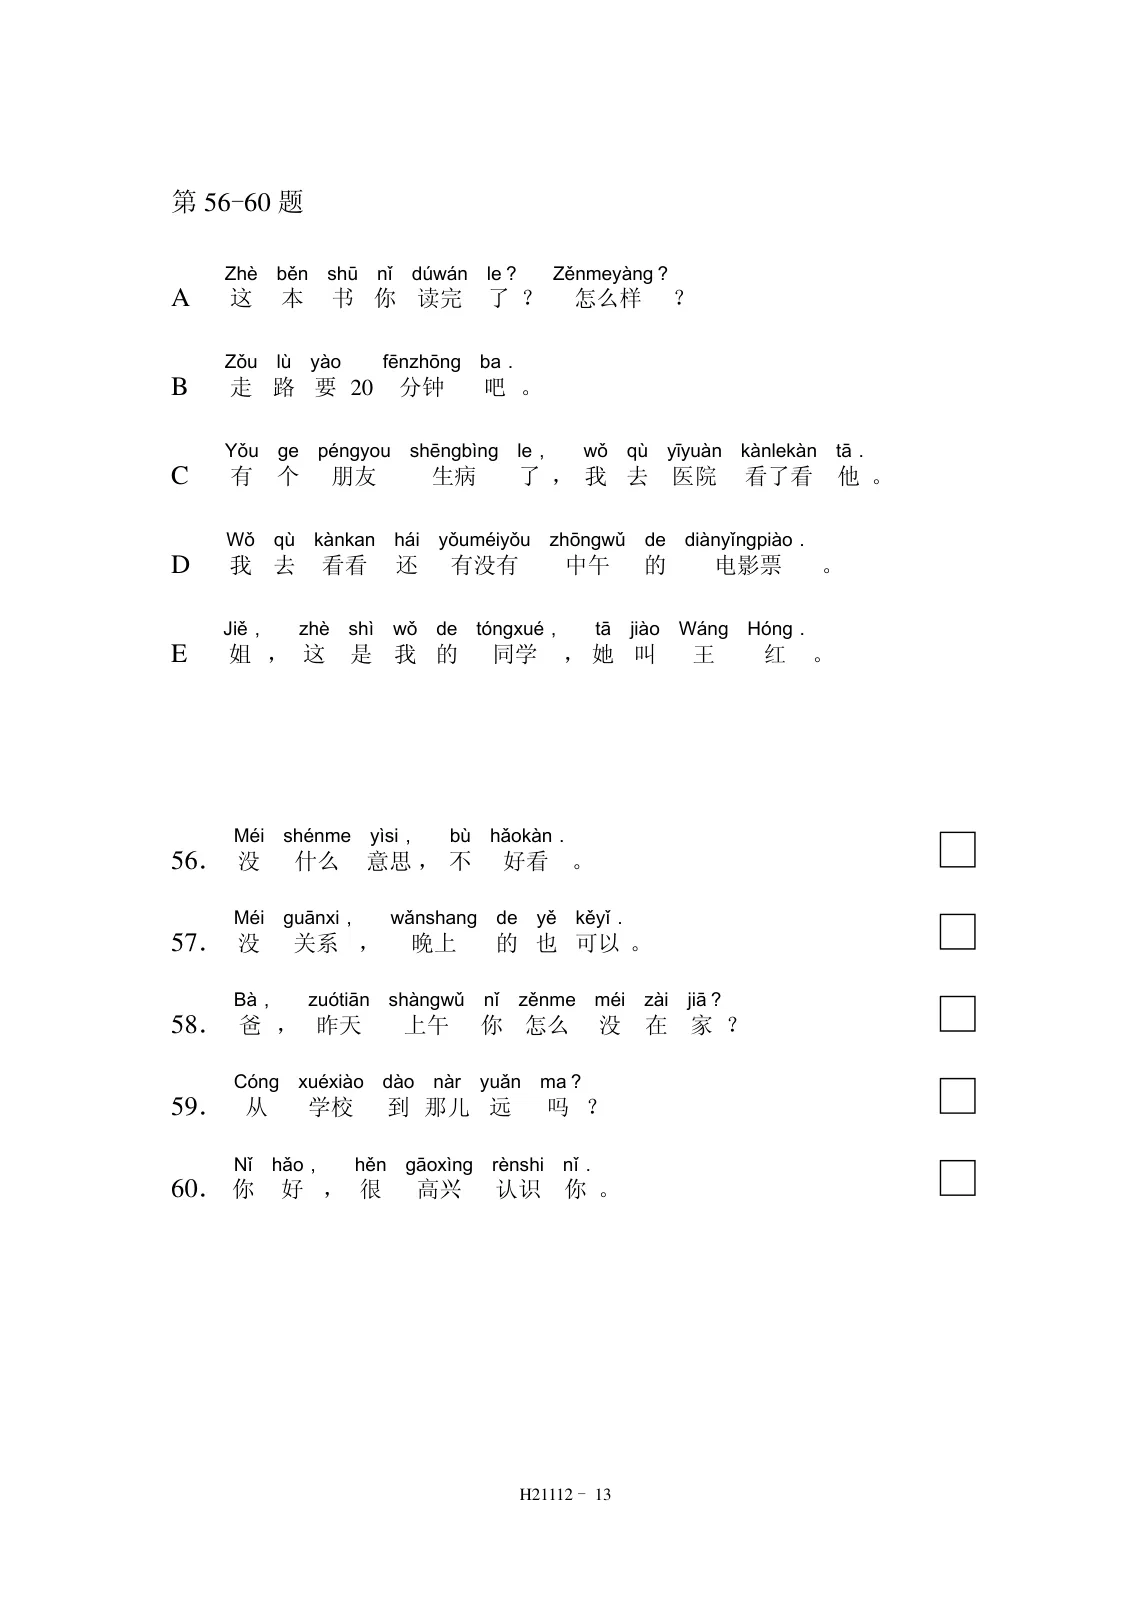 第 56-60 题
Zhè běn shū nǐ dúwán le？ Zěnmeyàng？
A 这 本 书 你 读完 了 ？ 怎么样 ？
Zǒu lù yào fēnzhōng ba．
B 走 路 要 20 分钟 吧 。
Yǒu ge péngyou shēngbìng le， wǒ qù yīyuàn kànlekàn tā．
C 有 个 朋友 生病 了 ， 我 去 医院 看了看 他 。
Wǒ qù kànkan hái yǒuméiyǒu zhōngwǔ de diànyǐngpiào．
D 我 去 看看 还 有没有 中午 的 电影票 。
Jiě， zhè shì wǒ de tóngxué， tā jiào Wáng Hóng．
E 姐 ， 这 是 我 的 同学 ， 她 叫 王 红 。
Méi shénme yìsi， bù hǎokàn．
56． 没 什么 意思 ， 不 好看 。
Méi guānxi， wǎnshang de yě kěyǐ．
57． 没 关系 ， 晚上 的 也 可以 。
Bà， zuótiān shàngwǔ nǐ zěnme méi zài jiā？
58． 爸 ， 昨天 上午 你 怎么 没 在 家 ？
Cóng xuéxiào dào nàr yuǎn ma？
59． 从 学校 到 那儿 远 吗 ？
Nǐ hǎo， hěn gāoxìng rènshi nǐ．
60． 你 好 ， 很 高兴 认识 你 。
H21112－ 13